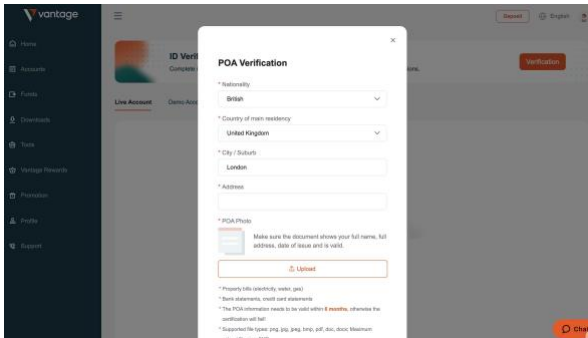 vantage
Deposit
English
Home
Accounts
Funds
Downloads
Tools
Vantage Rewards
Promotion
Profile
Support
ID Veri
Complete
ions.
Verification
Live Account
Demo Acco
POA Verification
* Nationality
British
* Country of main residency
United Kingdom
* City / Suburb
London
* Address
* POA Photo
Make sure the document shows your full name, full
address, date of issue and is valid.
Upload
* Property bills (electricity, water, gas)
* Bank statements, credit card statements
* The POA information needs to be valid within 6 months, otherwise the
certification will fail!
* Supported file types: png, jpg, jpeg, bmp, pdf, doc, docx; Maximum
Chat